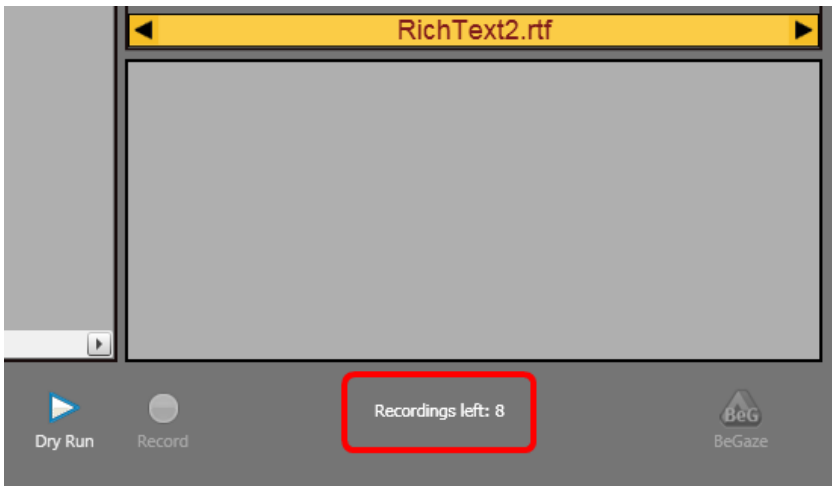 RichText2.rtf
Recordings left: 8
BeG
Dry Run
Record
BeGaze